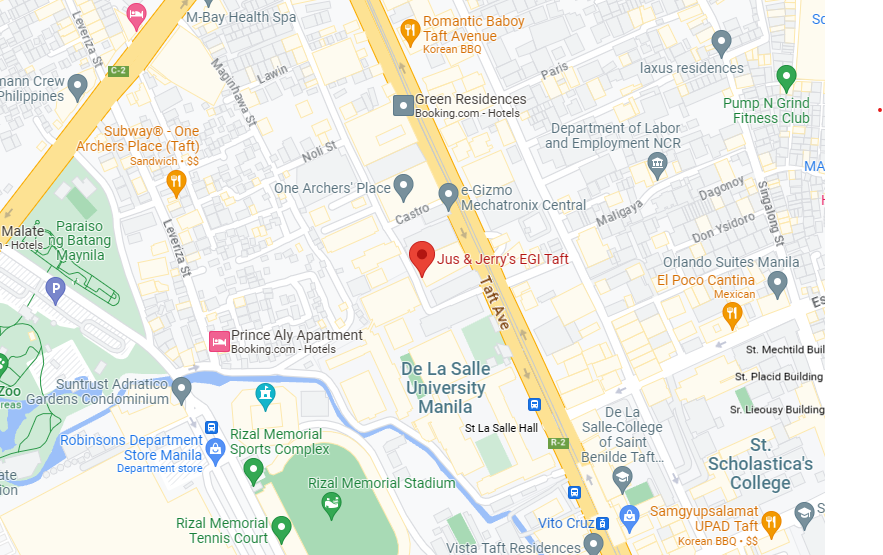 M-Bay Health Spa
Leveriza St
Romantic Baboy
Taft Avenue
Korean BBQ
C-2
Maginhawa St
Lawin
Paris
laxus residences
Philippines
Green Residences
Booking.com - Hotels
Pump N Grind
Fitness Club
Subway® - One
Archers Place (Taft)
Sandwich • $$
Noli St
Department of Labor
and Employment NCR
One Archers' Place
e-Gizmo
Mechatronix Central
Castro
Dagonoy
Singalong St
Maligaya
Don Ysidoro
Malate
- Hotels
Paraiso
ng Batang
Maynila
Leveriza St
Jus & Jerry's EGI Taft
Orlando Suites Manila
El Poco Cantina
Mexican
P
Taft Ave
Prince Aly Apartment
Booking.com - Hotels
St. Mechtild Buil
De La Salle
University
Manila
St. Placid Building
Zoo
Suntrust Adriatico
Gardens Condominium
Sr. Lieousy Building
De La
Salle-College
of Saint
Benilde Taft...
St La Salle Hall
R-2
Robinsons Department
Store Manila
Department store
Rizal Memorial
Sports Complex
St.
Scholastica's
College
Rizal Memorial Stadium
Samgyupsalamat
UPAD Taft
Korean BBQ • $$
Rizal Memorial
Tennis Court
Vito Cruz
Vista Taft Residences